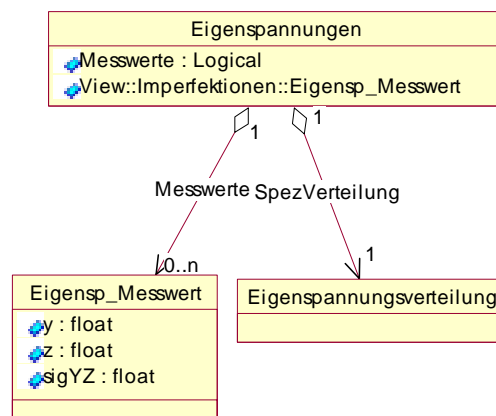 Eigenspannungen
Messwerte : Logical
View::Imperfektionen::Eigensp_Messwert
1
1
Messwerte
SpezVerteilung
0..n
1
Eigensp_Messwert
y : float
z : float
sigYZ : float
Eigenspannungsverteilung